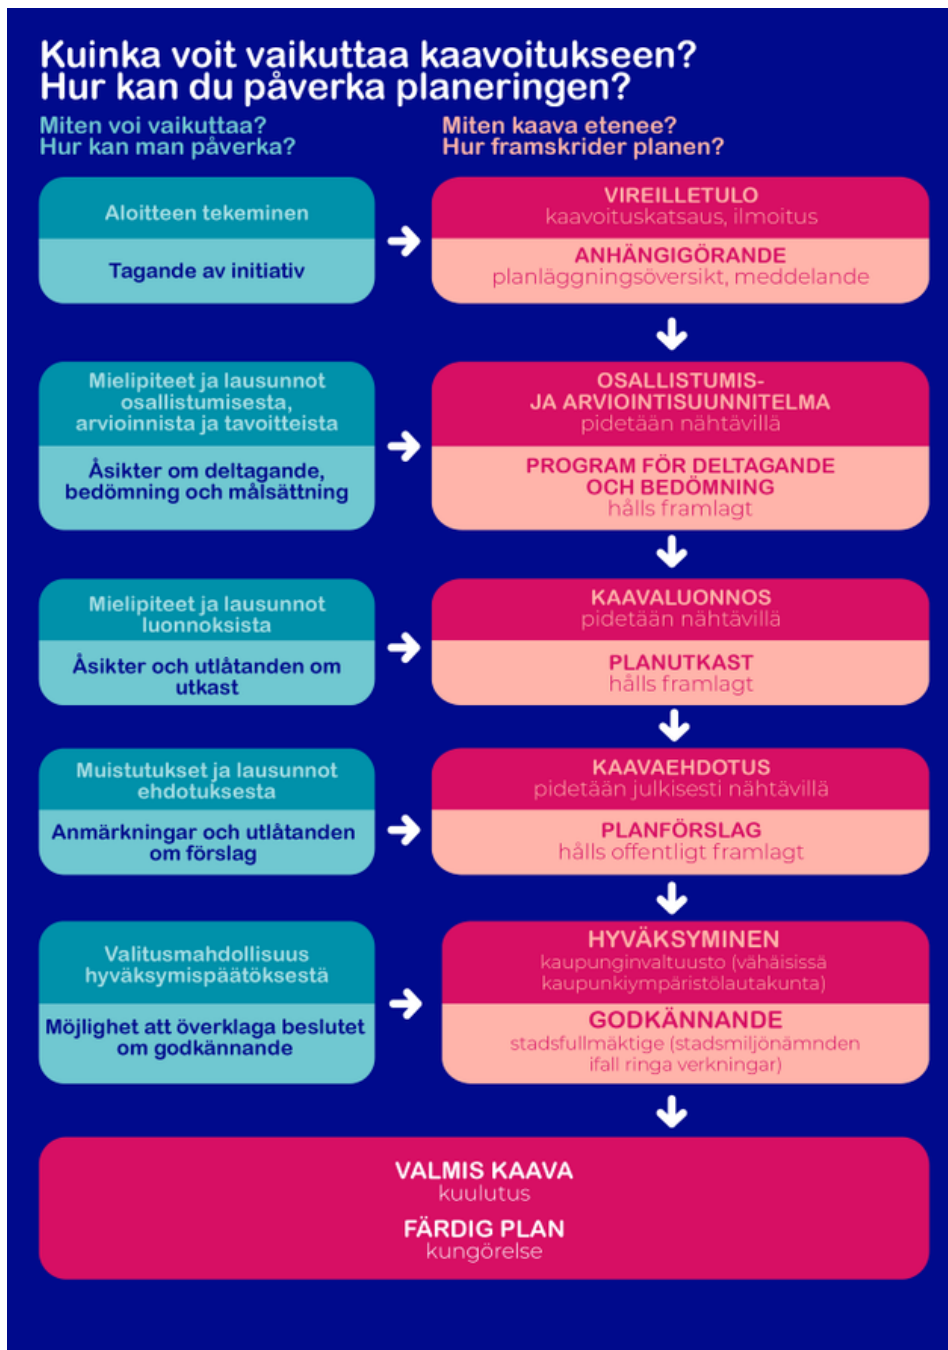 Kuinka voit vaikuttaa kaavoitukseen?
Hur kan du påverka planeringen?
Miten voi vaikuttaa?
Hur kan man påverka?
Miten kaava etenee?
Hur framskrider planen?
Aloitteen tekeminen
Tagande av initiativ
VIREILLETULO
kaavoituskatsaus, ilmoitus
ANHÄNGIGÖRANDE
planläggningsöversikt, meddelande
Mielipiteet ja lausunnot
osallistumisesta,
arvioinnista ja tavoitteista
Åsikter om deltagande,
bedömning och målsättning
OSALLISTUMIS-
JA ARVIOINTISUUNNITELMA
pidetään nähtävillä
PROGRAM FÖR DELTAGANDE
OCH BEDÖMNING
hålls framlagt
Mielipiteet ja lausunnot
luonnoksista
Åsikter och utlåtanden om
utkast
KAAVALUONNOS
pidetään nähtävillä
PLANUTKAST
hålls framlagt
Muistutukset ja lausunnot
ehdotuksesta
Anmärkningar och utlåtanden
om förslag
KAAVAEHDOTUS
pidetään julkisesti nähtävillä
PLANFÖRSLAG
hålls offentligt framlagt
Valitusmahdollisuus
hyväksymispäätöksestä
Möjlighet att överklaga beslutet
om godkännande
HYVÄKSYMINEN
kaupunginvaltuusto (vähäisissä
kaupunkiympäristölautakunta)
GODKÄNNANDE
stadsfullmäktige (stadsmiljönämnden
ifall ringa verkningar)
VALMIS KAAVA
kuulutus
FÄRDIG PLAN
kungörelse